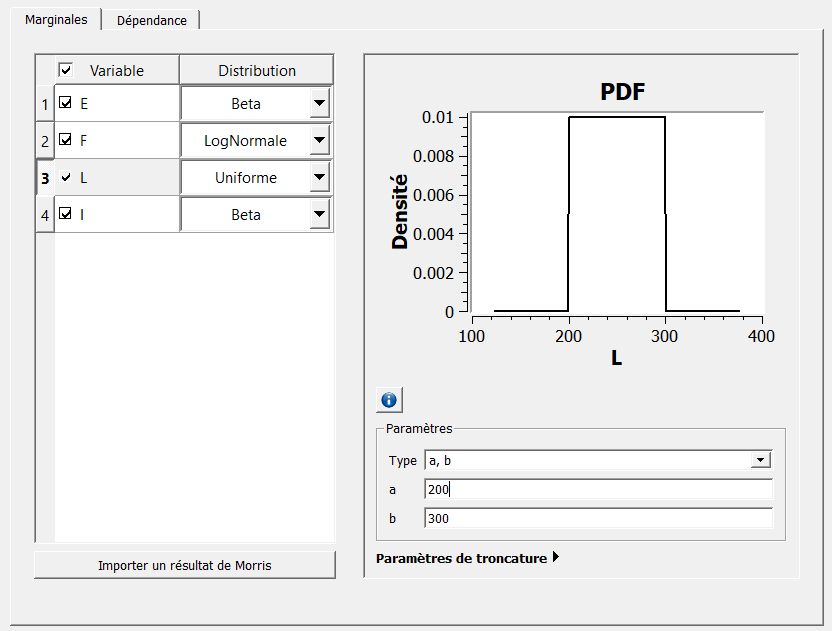 Marginales Dépendance
Variable Distribution
1 E Beta
2 F LogNormale
3 L Uniforme
4 I Beta
Importer un résultat de Morris
PDF
Densité
0.01
0.008
0.006
0.004
0.002
0
100 200 300 400
L
Paramètres
Type a, b
a 200
b 300
Paramètres de troncature